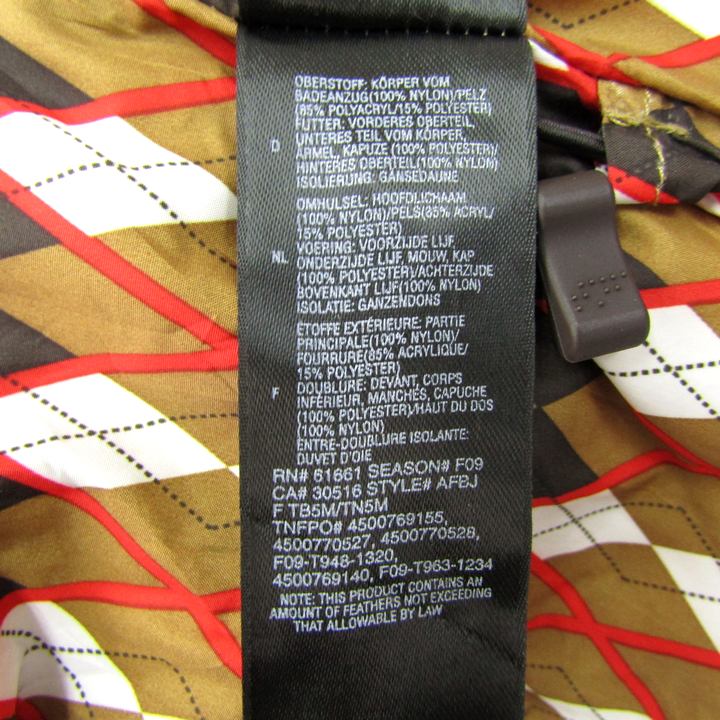 D
OBERSTOFF: KÖRPER VOM
BADEANZUG(100% NYLON)/PELZ
(85% POLYACRYL/15% POLYESTER)
FUTTER: VORDERES OBERTEIL,
UNTERES TEIL VOM KÖRPER,
ÄRMEL, KAPUZE (100% POLYESTER)/
HINTERES OBERTEIL(100% NYLON)
ISOLIERUNG: GÄNSEDAUNE
NL
OMHULSEL: HOOFDLICHAAM
(100% NYLON)/PELS(85% ACRYL/
15% POLYESTER)
VOERING: VOORZIJDE LIJF,
ONDERZIJDE LIJF, MOUW, KAP
(100% POLYESTER)/ACHTERZIJDE
BOVENKANT LIJF(100% NYLON)
ISOLATIE: GANZENDONS
F
ÉTOFFE EXTÉRIEURE: PARTIE
PRINCIPALE(100% NYLON)/
FOURRURE(85% ACRYLIQUE/
15% POLYESTER)
DOUBLURE: DEVANT, CORPS
INFÉRIEUR, MANCHES, CAPUCHE
(100% POLYESTER)/HAUT DU DOS
(100% NYLON)
ENTRE-DOUBLURE ISOLANTE:
DUVET D'OIE
RN# 61661 SEASON# F09
CA# 30516 STYLE# AFBJ
F TB5M/TN5M
TNFPO# 4500769155,
4500770527, 4500770528,
F09-T948-1320,
4500769140, F09-T963-1234
NOTE: THIS PRODUCT CONTAINS AN
AMOUNT OF FEATHERS NOT EXCEEDING
THAT ALLOWABLE BY LAW